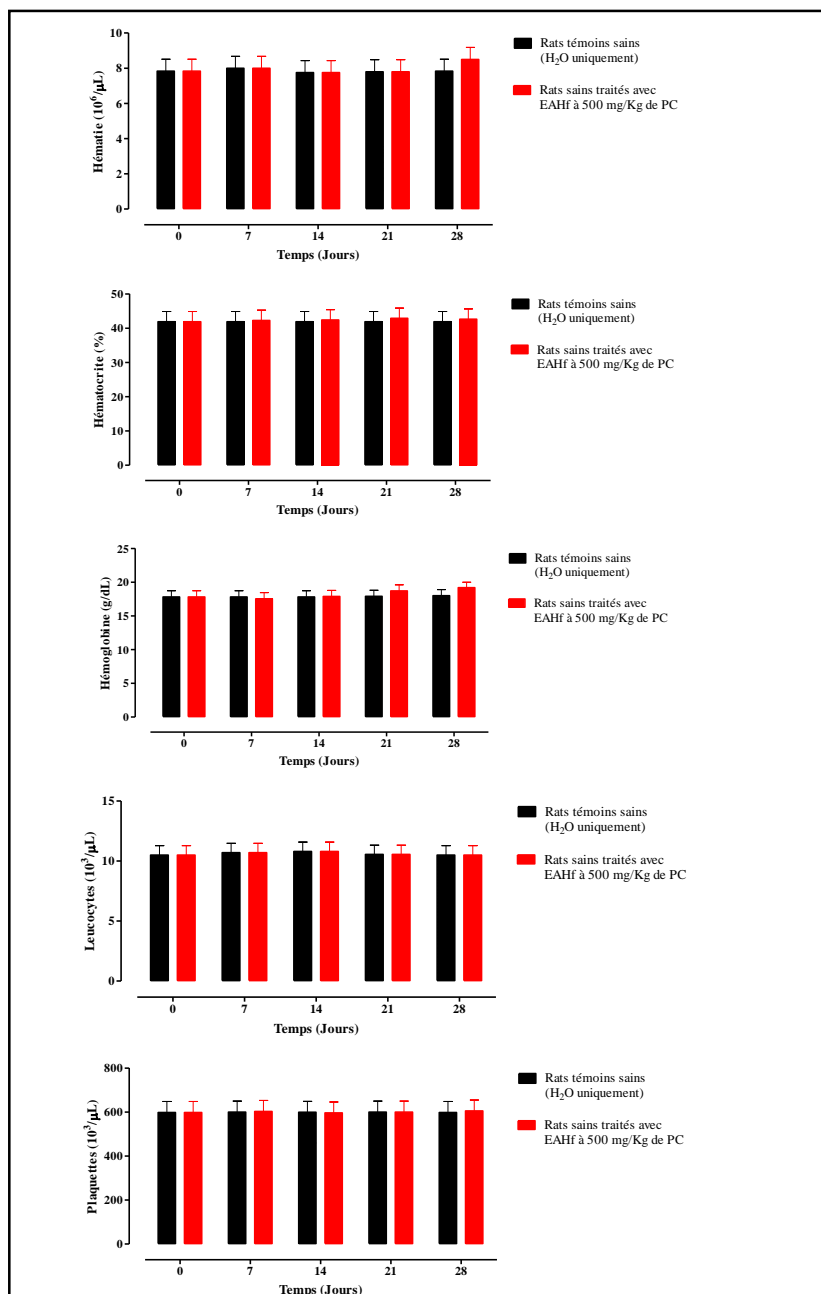 Hématie (10⁶/µL)
10
8
6
4
2
0
0 7 14 21 28
Temps (Jours)
Rats témoins sains
(H₂O uniquement)
Rats sains traités avec
EAHf à 500 mg/Kg de PC
Hématocrite (%)
50
40
30
20
10
0
0 7 14 21 28
Temps (Jours)
Rats témoins sains
(H₂O uniquement)
Rats sains traités avec
EAHf à 500 mg/Kg de PC
Hémoglobine (g/dL)
25
20
15
10
5
0
0 7 14 21 28
Temps (Jours)
Rats témoins sains
(H₂O uniquement)
Rats sains traités avec
EAHf à 500 mg/Kg de PC
Leucocytes (10³/µL)
15
10
5
0
0 7 14 21 28
Temps (Jours)
Rats témoins sains
(H₂O uniquement)
Rats sains traités avec
EAHf à 500 mg/Kg de PC
Plaquettes (10³/µL)
800
600
400
200
0
0 7 14 21 28
Temps (Jours)
Rats témoins sains
(H₂O uniquement)
Rats sains traités avec
EAHf à 500 mg/Kg de PC